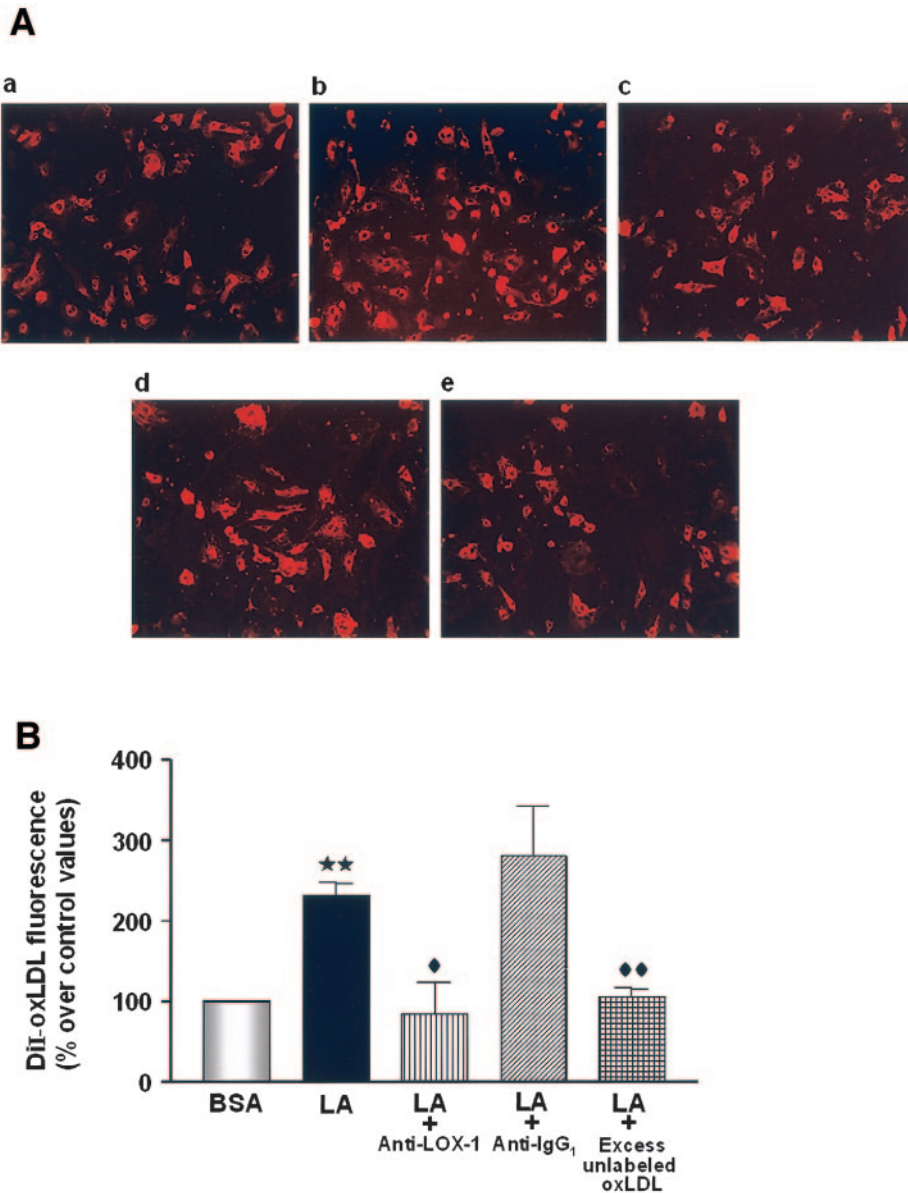 A
a
b
c
d
e
B
DiI-oxLDL fluorescence
(% over control values)
400
300
200
100
0
★★
♦
♦♦
BSA
LA
LA
+
Anti-LOX-1
LA
+
Anti-IgG₁
LA
+
Excess
unlabeled
oxLDL